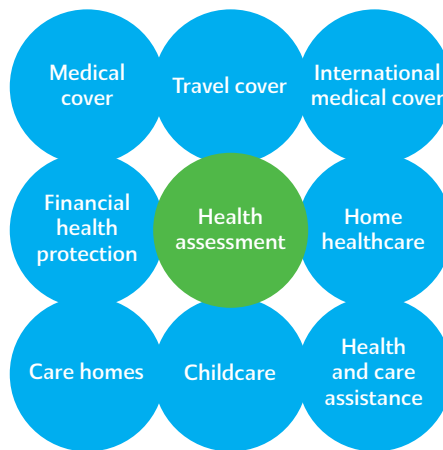 Medical
cover
Travel cover
International
medical cover
Financial
health
protection
Health
assessment
Home
healthcare
Care homes
Childcare
Health
and care
assistance